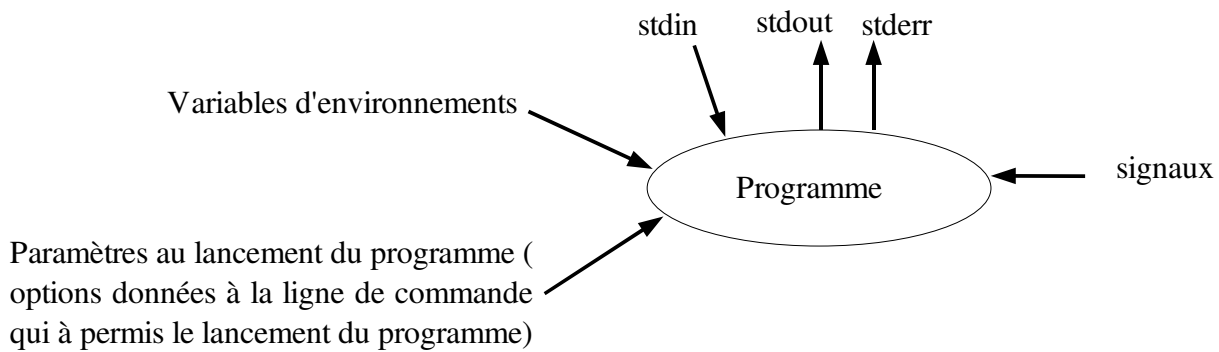 stdin
stdout
stderr
Variables d'environnements
Programme
signaux
Paramètres au lancement du programme (
options données à la ligne de commande
qui à permis le lancement du programme)